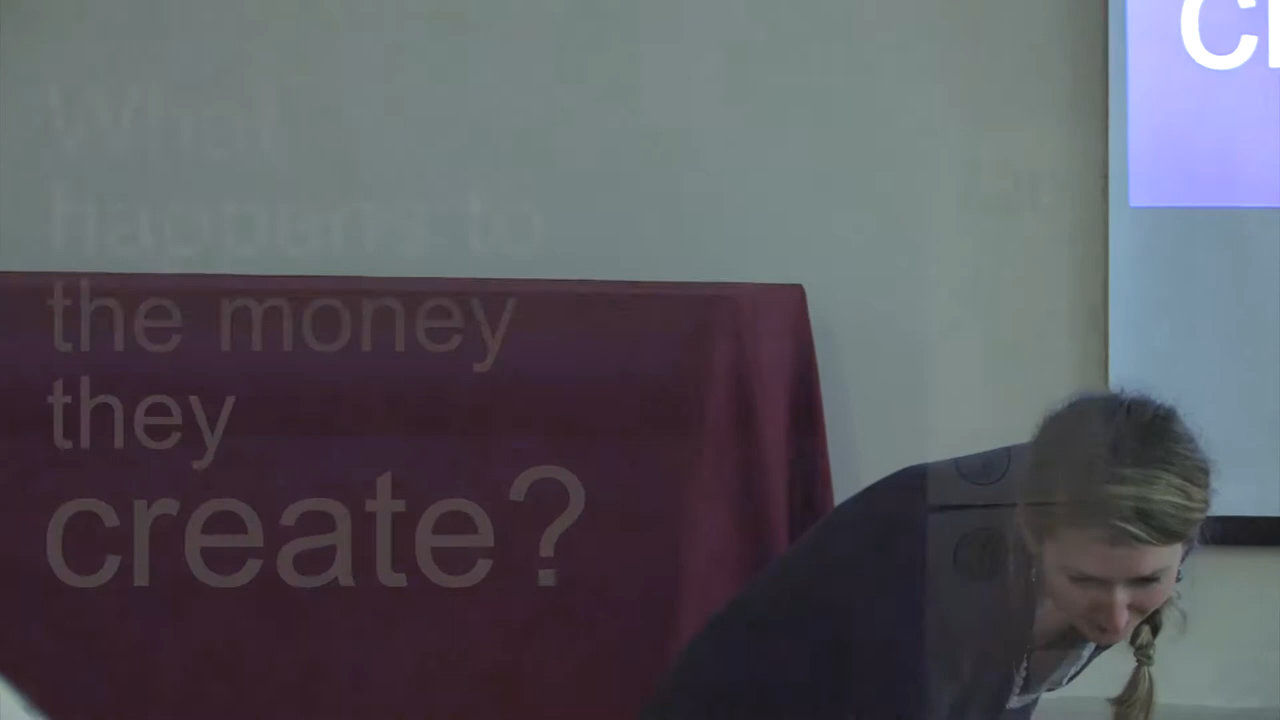 What
happens to
the money
they
create?